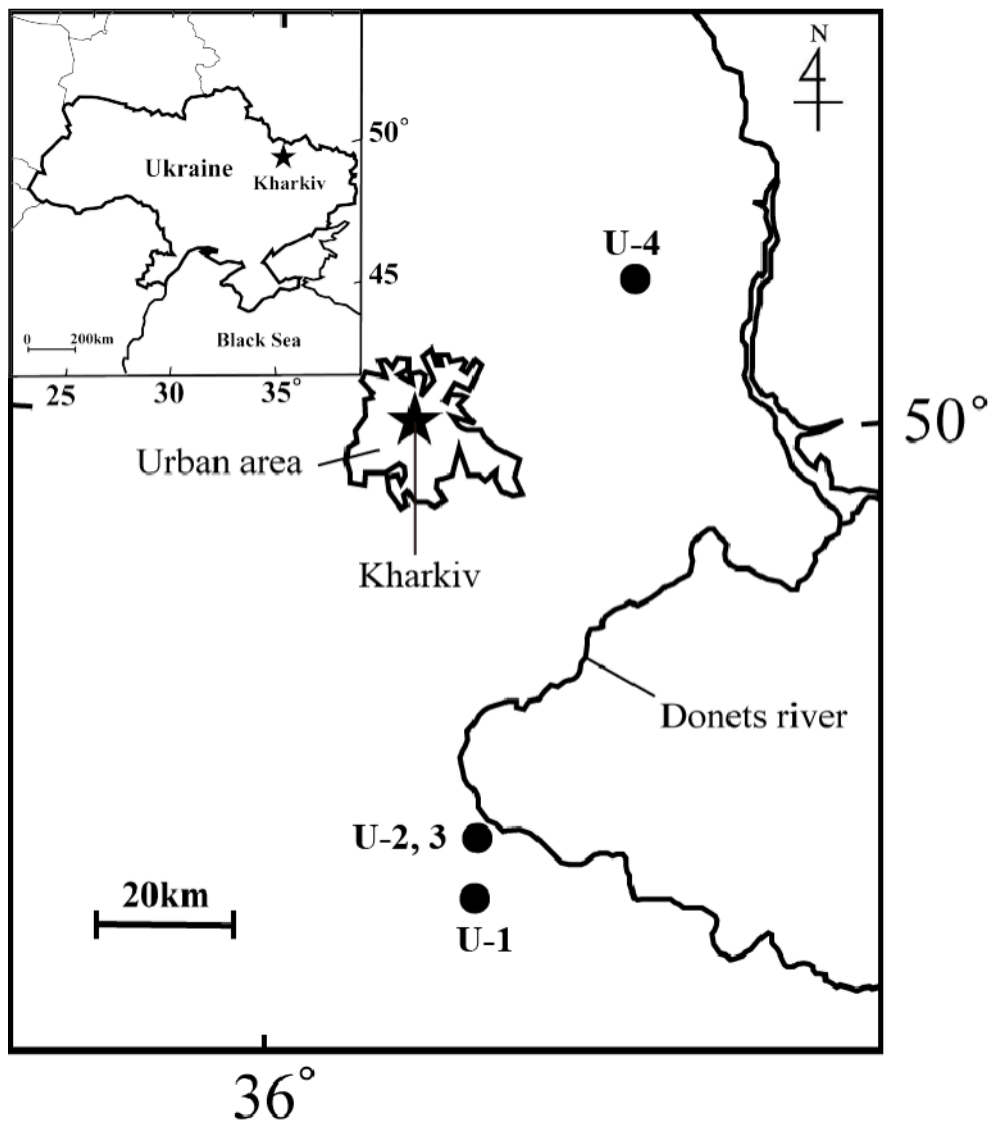 N
4
50°
Ukraine
Kharkiv
U-4
45
0 200km
Black Sea
25 30 35°
50°
Urban area
Kharkiv
Donets river
U-2, 3
20km
U-1
36°